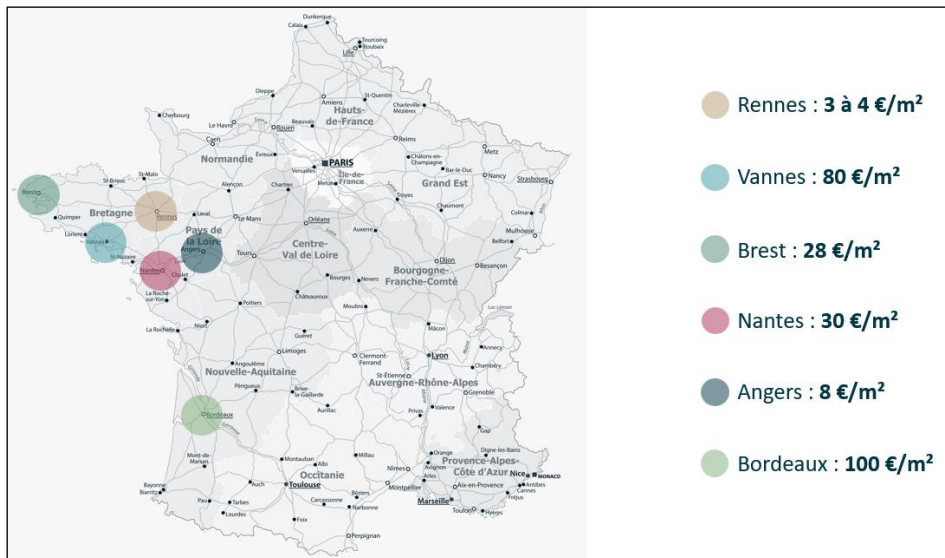 Dunkerque
Calais
Tourcoing
Roubaix
Lille
Dieppe
Amiens
St-Quentin
Charleville-
Mézières
Hauts-
de-France
Cherbourg
Le Havre
Rouen
Beauvais
Caen
Reims
Metz
Normandie
Évreux
PARIS
Versailles
Île-de-
France
Melun
Châlons-en-
Champagne
Bar-le-Duc
Nancy
Strasbourg
Grand Est
St-Malo
St-Brieuc
Brest
Alençon
Chartres
Troyes
Chaumont
Colmar
Quimper
Bretagne
Rennes
Laval
Le Mans
Orléans
Auxerre
Mulhouse
Belfort
Lorient
Vannes
Pays de
la Loire
Angers
Tours
Centre-
Val de Loire
Dijon
Besançon
St-Nazaire
Nantes
Cholet
Bourges
Nevers
Bourgogne-
Franche-Comté
La Roche-
sur-Yon
Poitiers
Châteauroux
Moulins
Lac Léman
La Rochelle
Niort
Guéret
Mâcon
Annecy
Limoges
Clermont-
Ferrand
Lyon
Chambéry
Angoulême
Nouvelle-Aquitaine
St-Étienne
Auvergne-Rhône-Alpes
Périgueux
Brive-
la-Gaillarde
Grenoble
Bordeaux
Garonne
Aurillac
Privas
Valence
Gap
Mont-de-
Marsan
Montauban
Albi
Millau
Orange
Avignon
Digne-les-Bains
Provence-Alpes-
Côte d'Azur
Nîmes
Arles
Aix-en-Provence
Nice
MONACO
Antibes
Cannes
Fréjus
Bayonne
Biarritz
Auch
Toulouse
Occitanie
Montpellier
Marseille
Toulon
Hyères
Pau
Tarbes
Lourdes
Carcassonne
Béziers
Narbonne
Foix
Perpignan
Rennes : 3 à 4 €/m²
Vannes : 80 €/m²
Brest : 28 €/m²
Nantes : 30 €/m²
Angers : 8 €/m²
Bordeaux : 100 €/m²